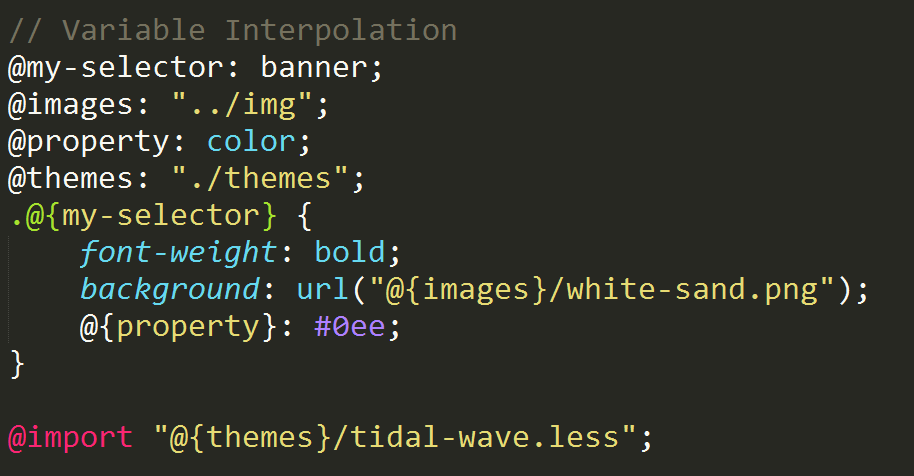 // Variable Interpolation
@my-selector: banner;
@images: "../img";
@property: color;
@themes: "./themes";
.@{my-selector} {
    font-weight: bold;
    background: url("@{images}/white-sand.png");
    @{property}: #0ee;
}
@import "@{themes}/tidal-wave.less";